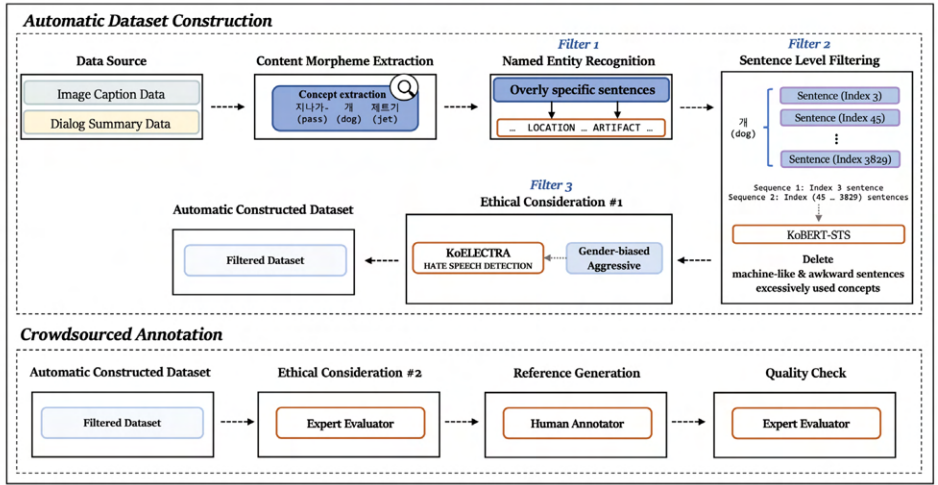 Automatic Dataset Construction
Data Source
Image Caption Data
Dialog Summary Data
Content Morpheme Extraction
Concept extraction
지나가- 개 제트기
(pass) (dog) (jet)
Filter 1
Named Entity Recognition
Overly specific sentences
… LOCATION … ARTIFACT …
Filter 2
Sentence Level Filtering
개
(dog)
Sentence (Index 3)
Sentence (Index 45)
⋮
Sentence (Index 3829)
Sequence 1: Index 3 sentence
Sequence 2: Index (45 … 3829) sentences
KoBERT-STS
Delete
machine-like & awkward sentences
excessively used concepts
Filter 3
Ethical Consideration #1
Gender-biased
Aggressive
KoELECTRA
HATE SPEECH DETECTION
Automatic Constructed Dataset
Filtered Dataset
Crowdsourced Annotation
Automatic Constructed Dataset
Filtered Dataset
Ethical Consideration #2
Expert Evaluator
Reference Generation
Human Annotator
Quality Check
Expert Evaluator